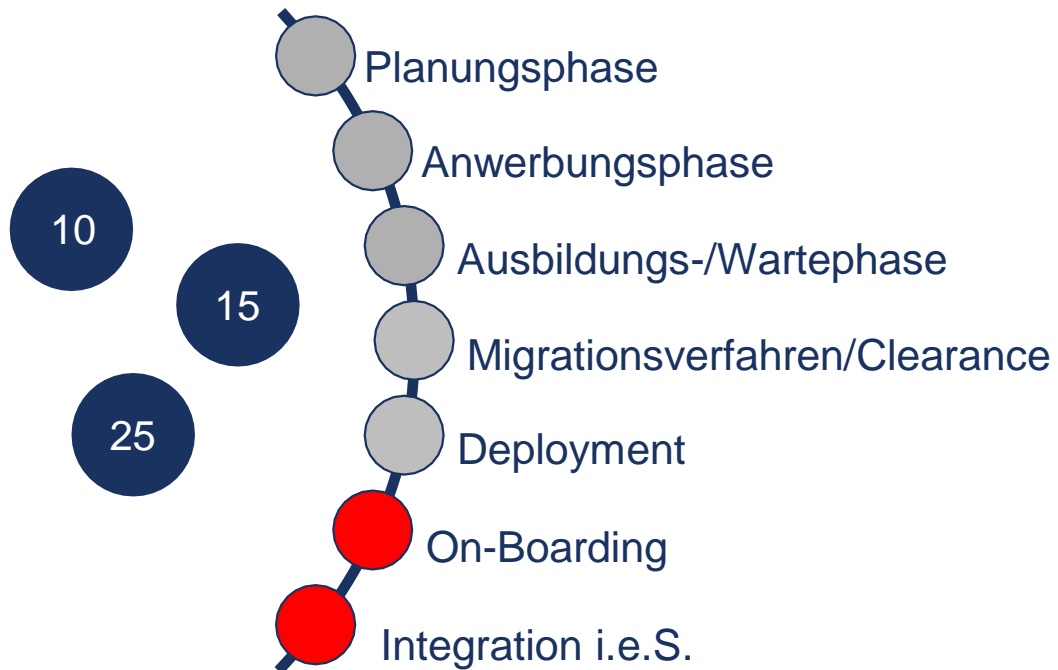 Planungsphase
Anwerbungsphase
10
Ausbildungs-/Wartephase
15
Migrationsverfahren/Clearance
25
Deployment
On-Boarding
Integration i.e.S.